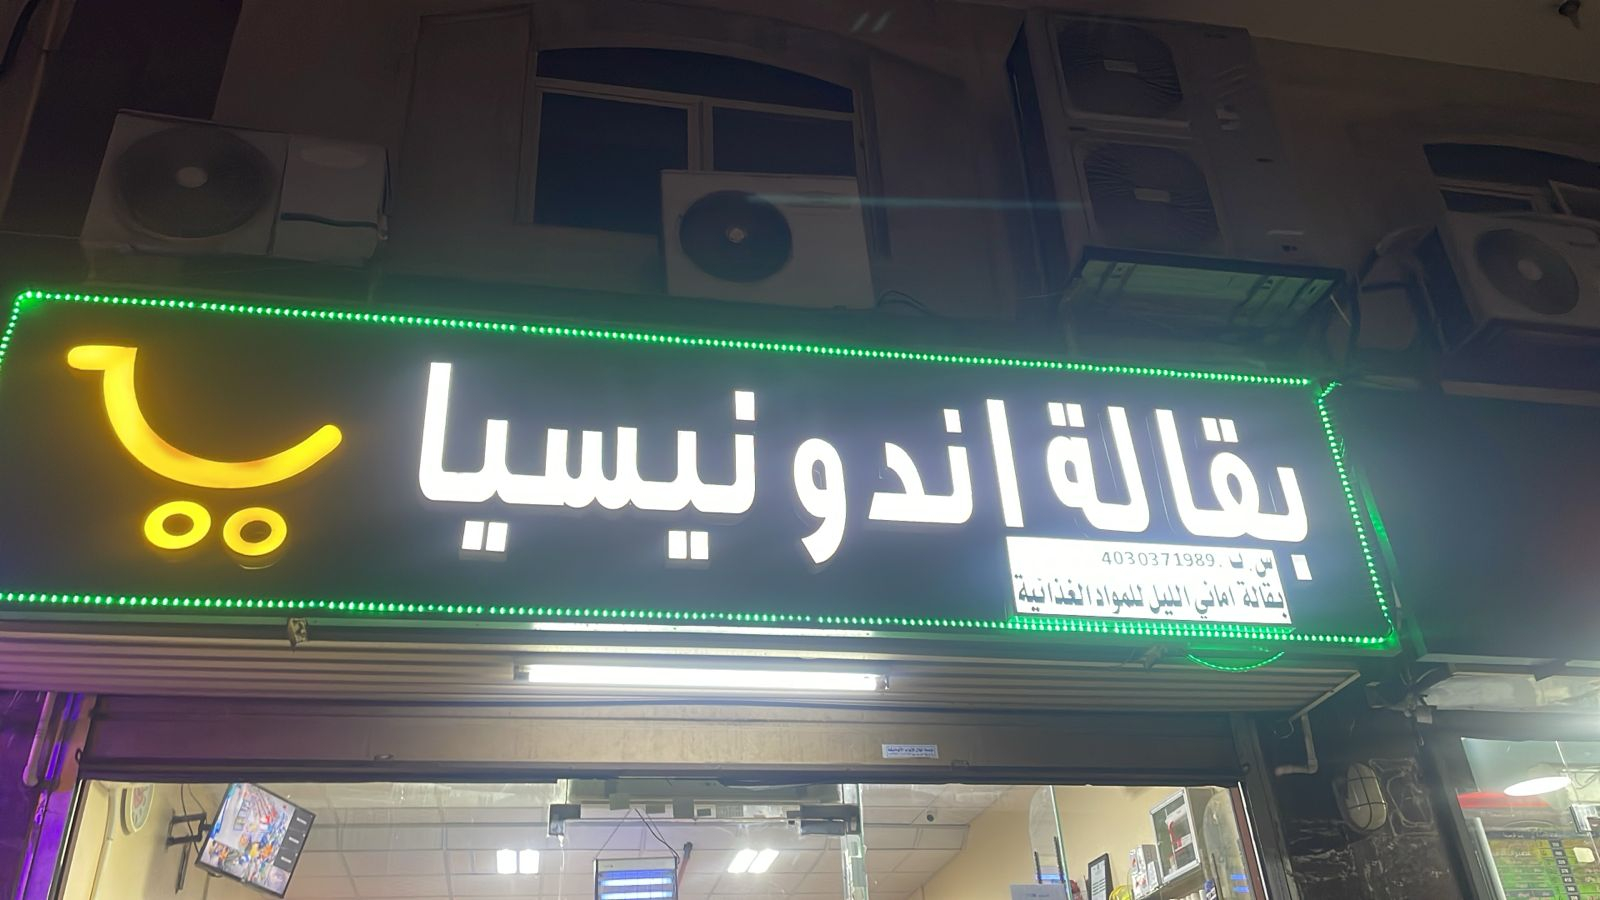 بقالة اندونيسيا
س. ت .4030371989
بقالة اماني الليل للمواد الغذائية